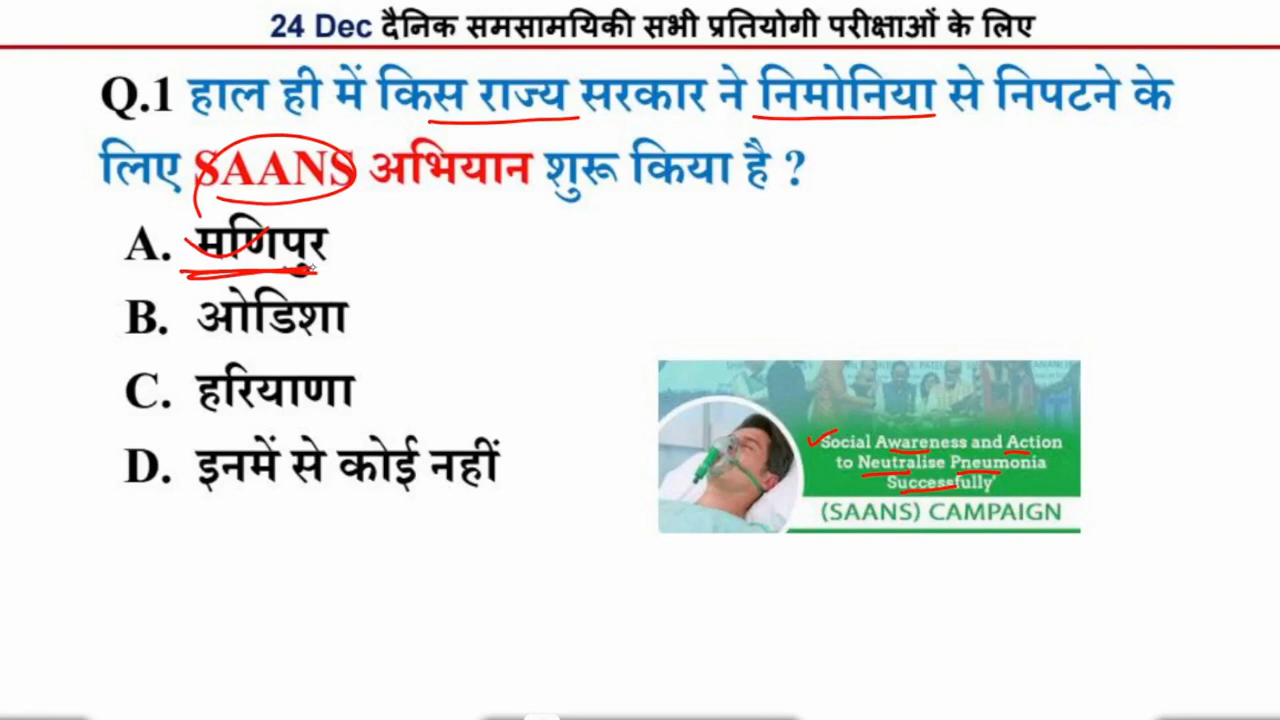 24 Dec दैनिक समसामयिकी सभी प्रतियोगी परीक्षाओं के लिए
Q.1 हाल ही में किस राज्य सरकार ने निमोनिया से निपटने के
लिए SAANS अभियान शुरू किया है ?
A. मणिपुर
B. ओडिशा
C. हरियाणा
D. इनमें से कोई नहीं
Social Awareness and Action
to Neutralise Pneumonia
Successfully'
(SAANS) CAMPAIGN